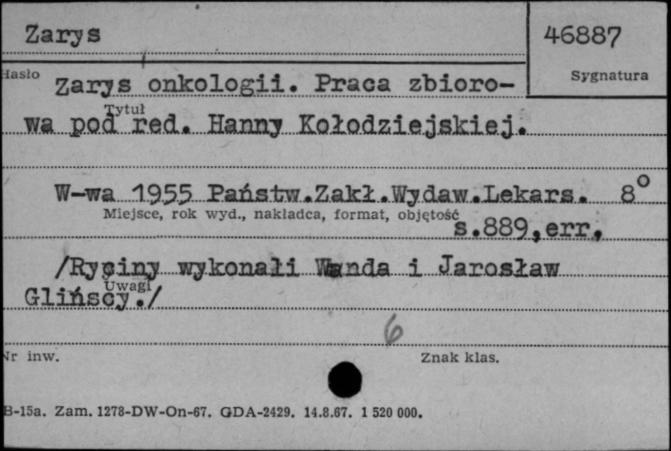 Zarys
46887
Hasło
Sygnatura
Zarys onkologii. Praca zbioro-
Tytuł
wa pod red. Hanny Kołodziejskiej.
W-wa 1955 Państw.Zakł.Wydaw.Lekars. 8°
Miejsce, rok wyd., nakładca, format, objętość
s.889,err.
/Ryciny wykonali Wanda i Jarosław
Uwagi
Glińscy./
6
Nr inw.
Znak klas.
B-15a. Zam. 1278-DW-On-67. GDA-2429. 14.8.67. 1 520 000.